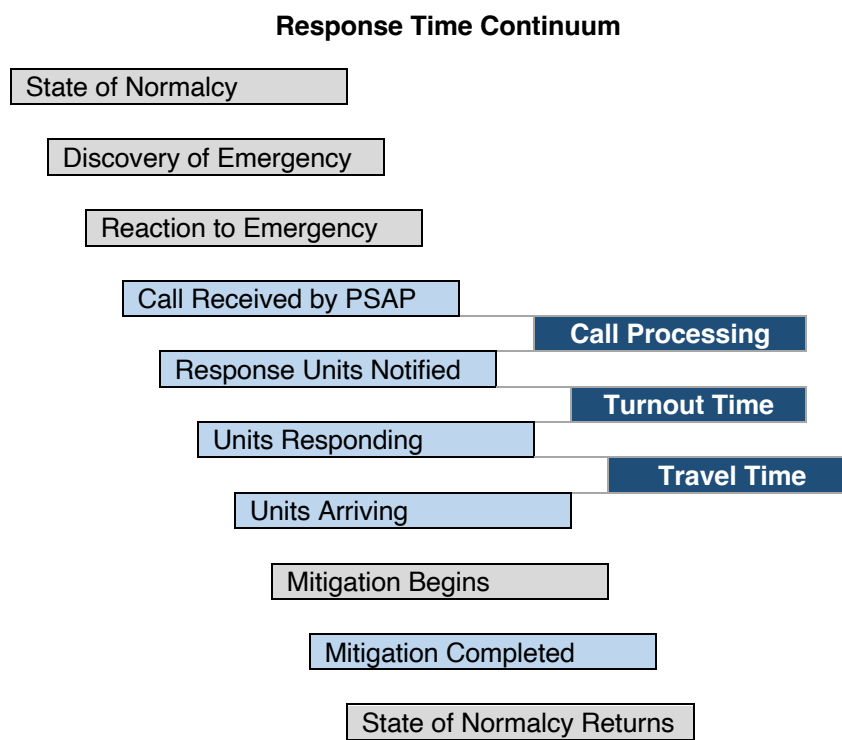 Response Time Continuum
State of Normalcy
Discovery of Emergency
Reaction to Emergency
Call Received by PSAP
Call Processing
Response Units Notified
Turnout Time
Units Responding
Travel Time
Units Arriving
Mitigation Begins
Mitigation Completed
State of Normalcy Returns